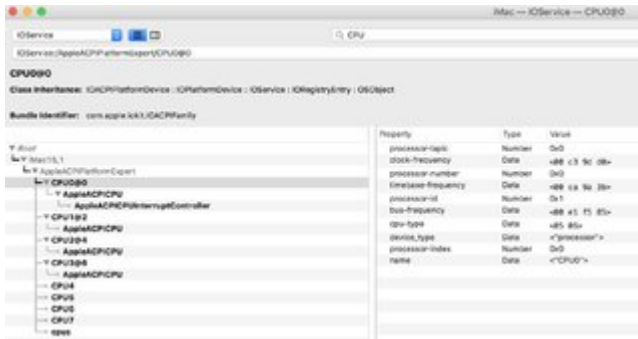 iMac — IOService — CPU0@0
IOService
CPU
IOService:/AppleACPIPlatformExpert/CPU0@0
CPU0@0
Class Inheritance: IOACPIPlatformDevice : IOPlatformDevice : IOService : IORegistryEntry : OSObject
Bundle Identifier: com.apple.iokit.IOACPIFamily
Property Type Value
Root
processor-lapic Number 0x0
clock-frequency Data
AppleACPIPlatformExpert
processor-number Number 0x0
CPU0@0
timebase-frequency Data
AppleACPICPU
processor-id Number 0x1
AppleACPICPUInterruptController
bus-frequency Data
CPU1@2
cpu-type Data
AppleACPICPU
device_type Data <"processor">
CPU2@4
processor-index Number 0x0
AppleACPICPU
name Data <"CPU0">
CPU3@6
AppleACPICPU
CPU4
CPU5
CPU6
CPU7
cpus